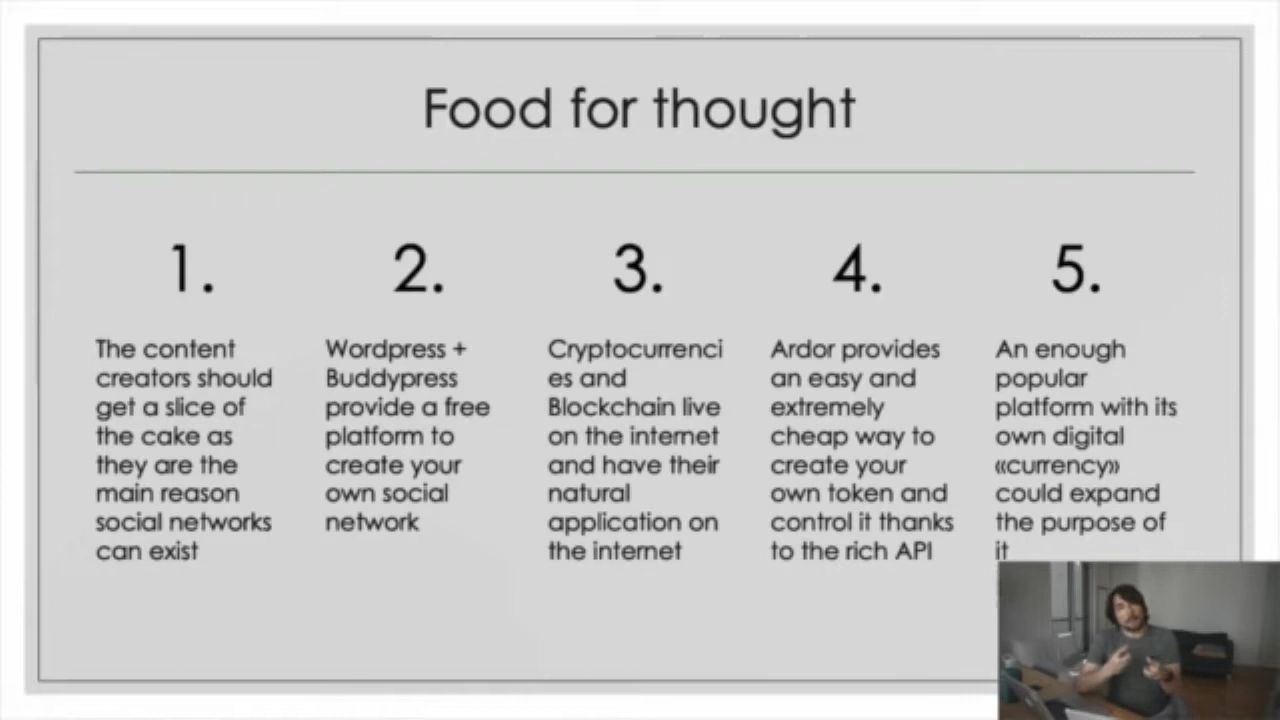 Food for thought
1.
The content
creators should
get a slice of
the cake as
they are the
main reason
social networks
can exist
2.
Wordpress +
Buddypress
provide a free
platform to
create your
own social
network
3.
Cryptocurrenci
es and
Blockchain live
on the internet
and have their
natural
application on
the internet
4.
Ardor provides
an easy and
extremely
cheap way to
create your
own token and
control it thanks
to the rich API
5.
An enough
popular
platform with its
own digital
«currency»
could expand
the purpose of
it